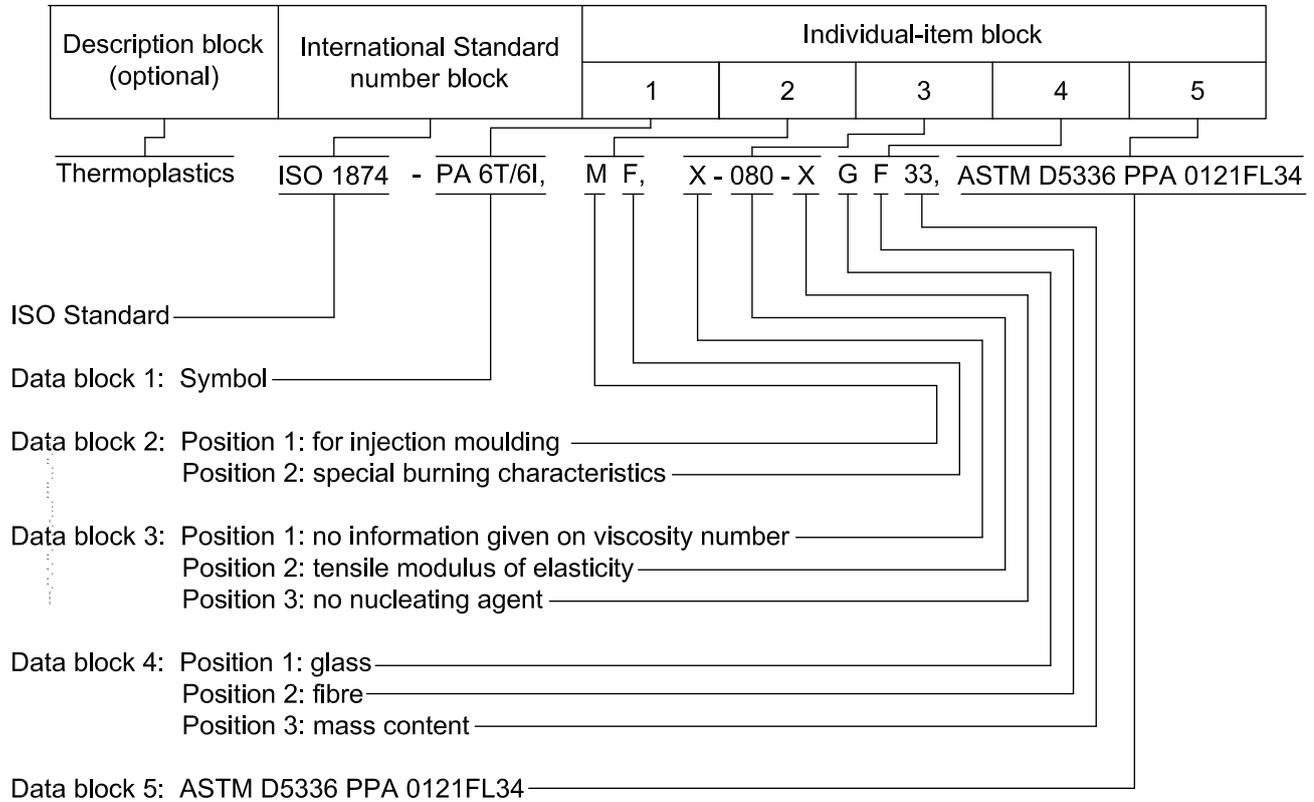 Description block
(optional)
International Standard
number block
Individual-item block
1 2 3 4 5
Thermoplastics ISO 1874 - PA 6T/6I, M F, X - 080 - X G F 33, ASTM D5336 PPA 0121FL34
ISO Standard
Data block 1: Symbol
Data block 2: Position 1: for injection moulding
Position 2: special burning characteristics
Data block 3: Position 1: no information given on viscosity number
Position 2: tensile modulus of elasticity
Position 3: no nucleating agent
Data block 4: Position 1: glass
Position 2: fibre
Position 3: mass content
Data block 5: ASTM D5336 PPA 0121FL34